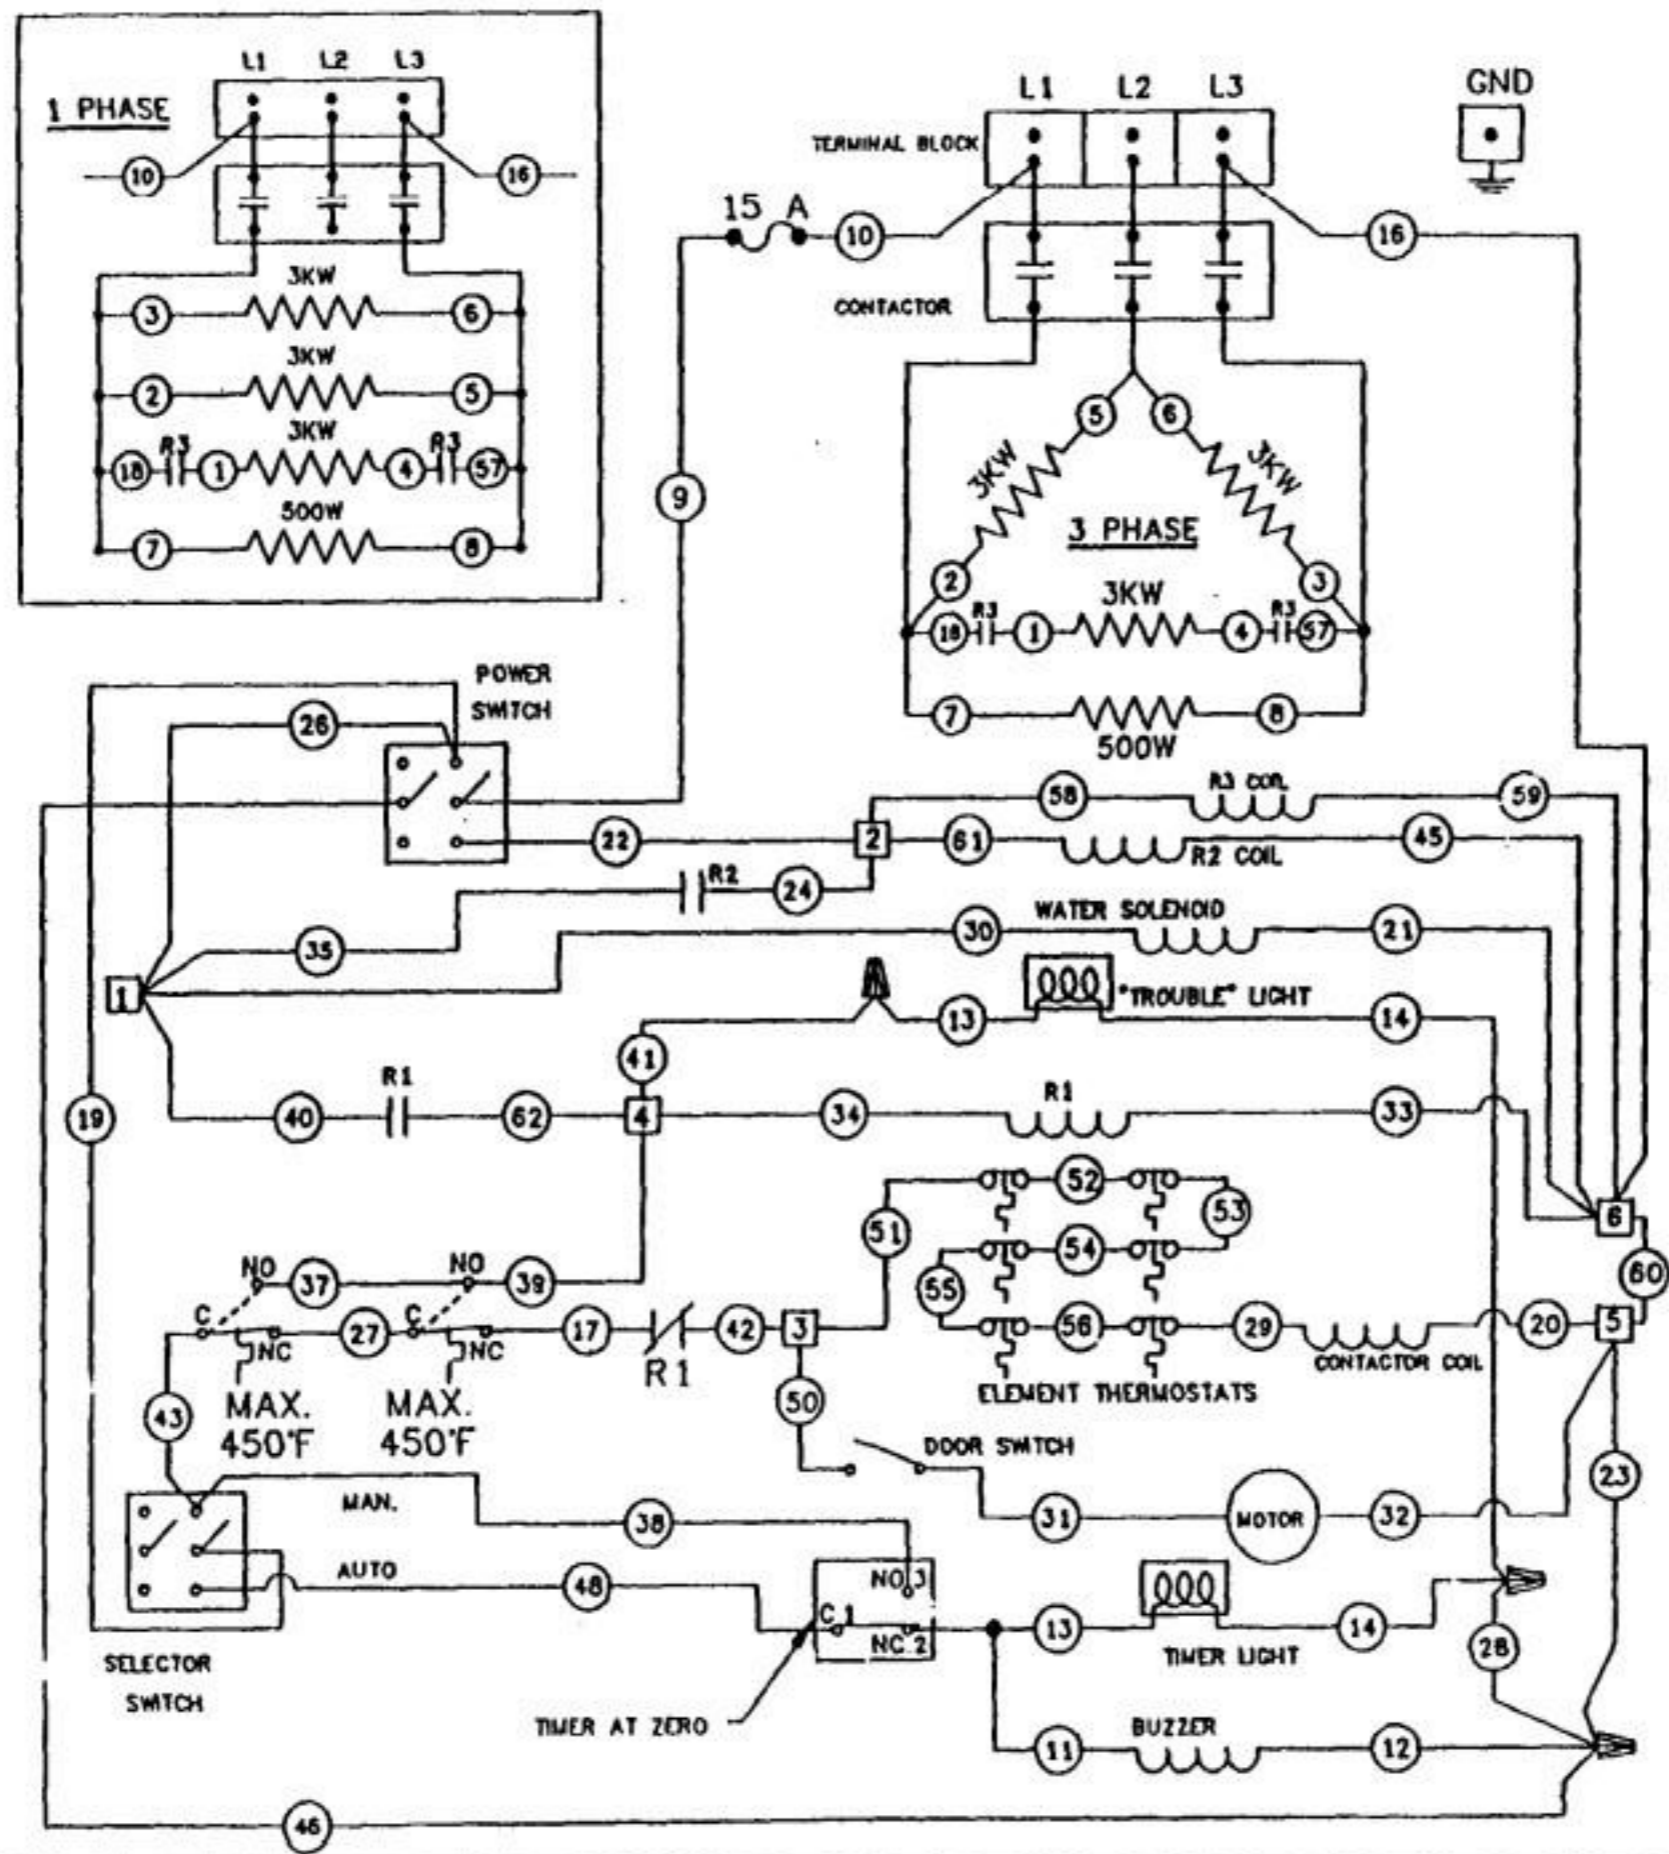 L1 L2 L3
1 PHASE
10 16
3KW
3 6
3KW
2 5
3KW
18 R3 1 4 R3 57
500W
7 8
L1 L2 L3 GND
TERMINAL BLOCK
15 A 10 16
CONTACTOR
5 6
3KW 3KW
9
3 PHASE
2 3
3KW
18 R3 1 4 R3 57
7 8
500W
POWER
SWITCH
26
58 R3 COIL 59
22 2 61 R2 COIL 45
R2 24
WATER SOLENOID
35 30 21
1
"TROUBLE" LIGHT
13 14
41
R1 R1
19 40 62 4 34 33
52
51 53
54
55
6
60
NO 37 NO 39
C NC 27 C NC 17 R1 42 3 56 29 20 5
CONTACTOR COIL
ELEMENT THERMOSTATS
43 MAX. MAX. 50
450°F 450°F
DOOR SWITCH
23
MAN.
38 31 MOTOR 32
AUTO
48 NO 3
C 1 13 14
NC 2 TIMER LIGHT 28
SELECTOR
SWITCH
TIMER AT ZERO
BUZZER
11 12
46